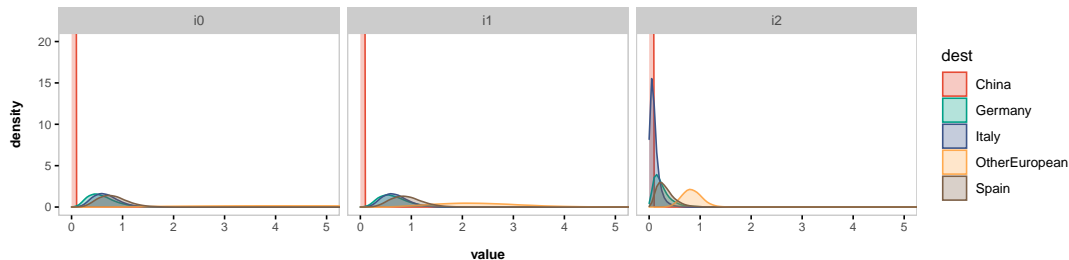 i0
i1
i2
20
15
10
5
0
density
0 1 2 3 4 5
0 1 2 3 4 5
0 1 2 3 4 5
value
dest
China
Germany
Italy
OtherEuropean
Spain